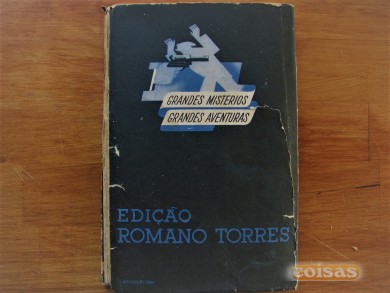 GRANDES MISTERIOS
GRANDES AVENTURAS
EDIÇÃO
ROMANO TORRES
coisas